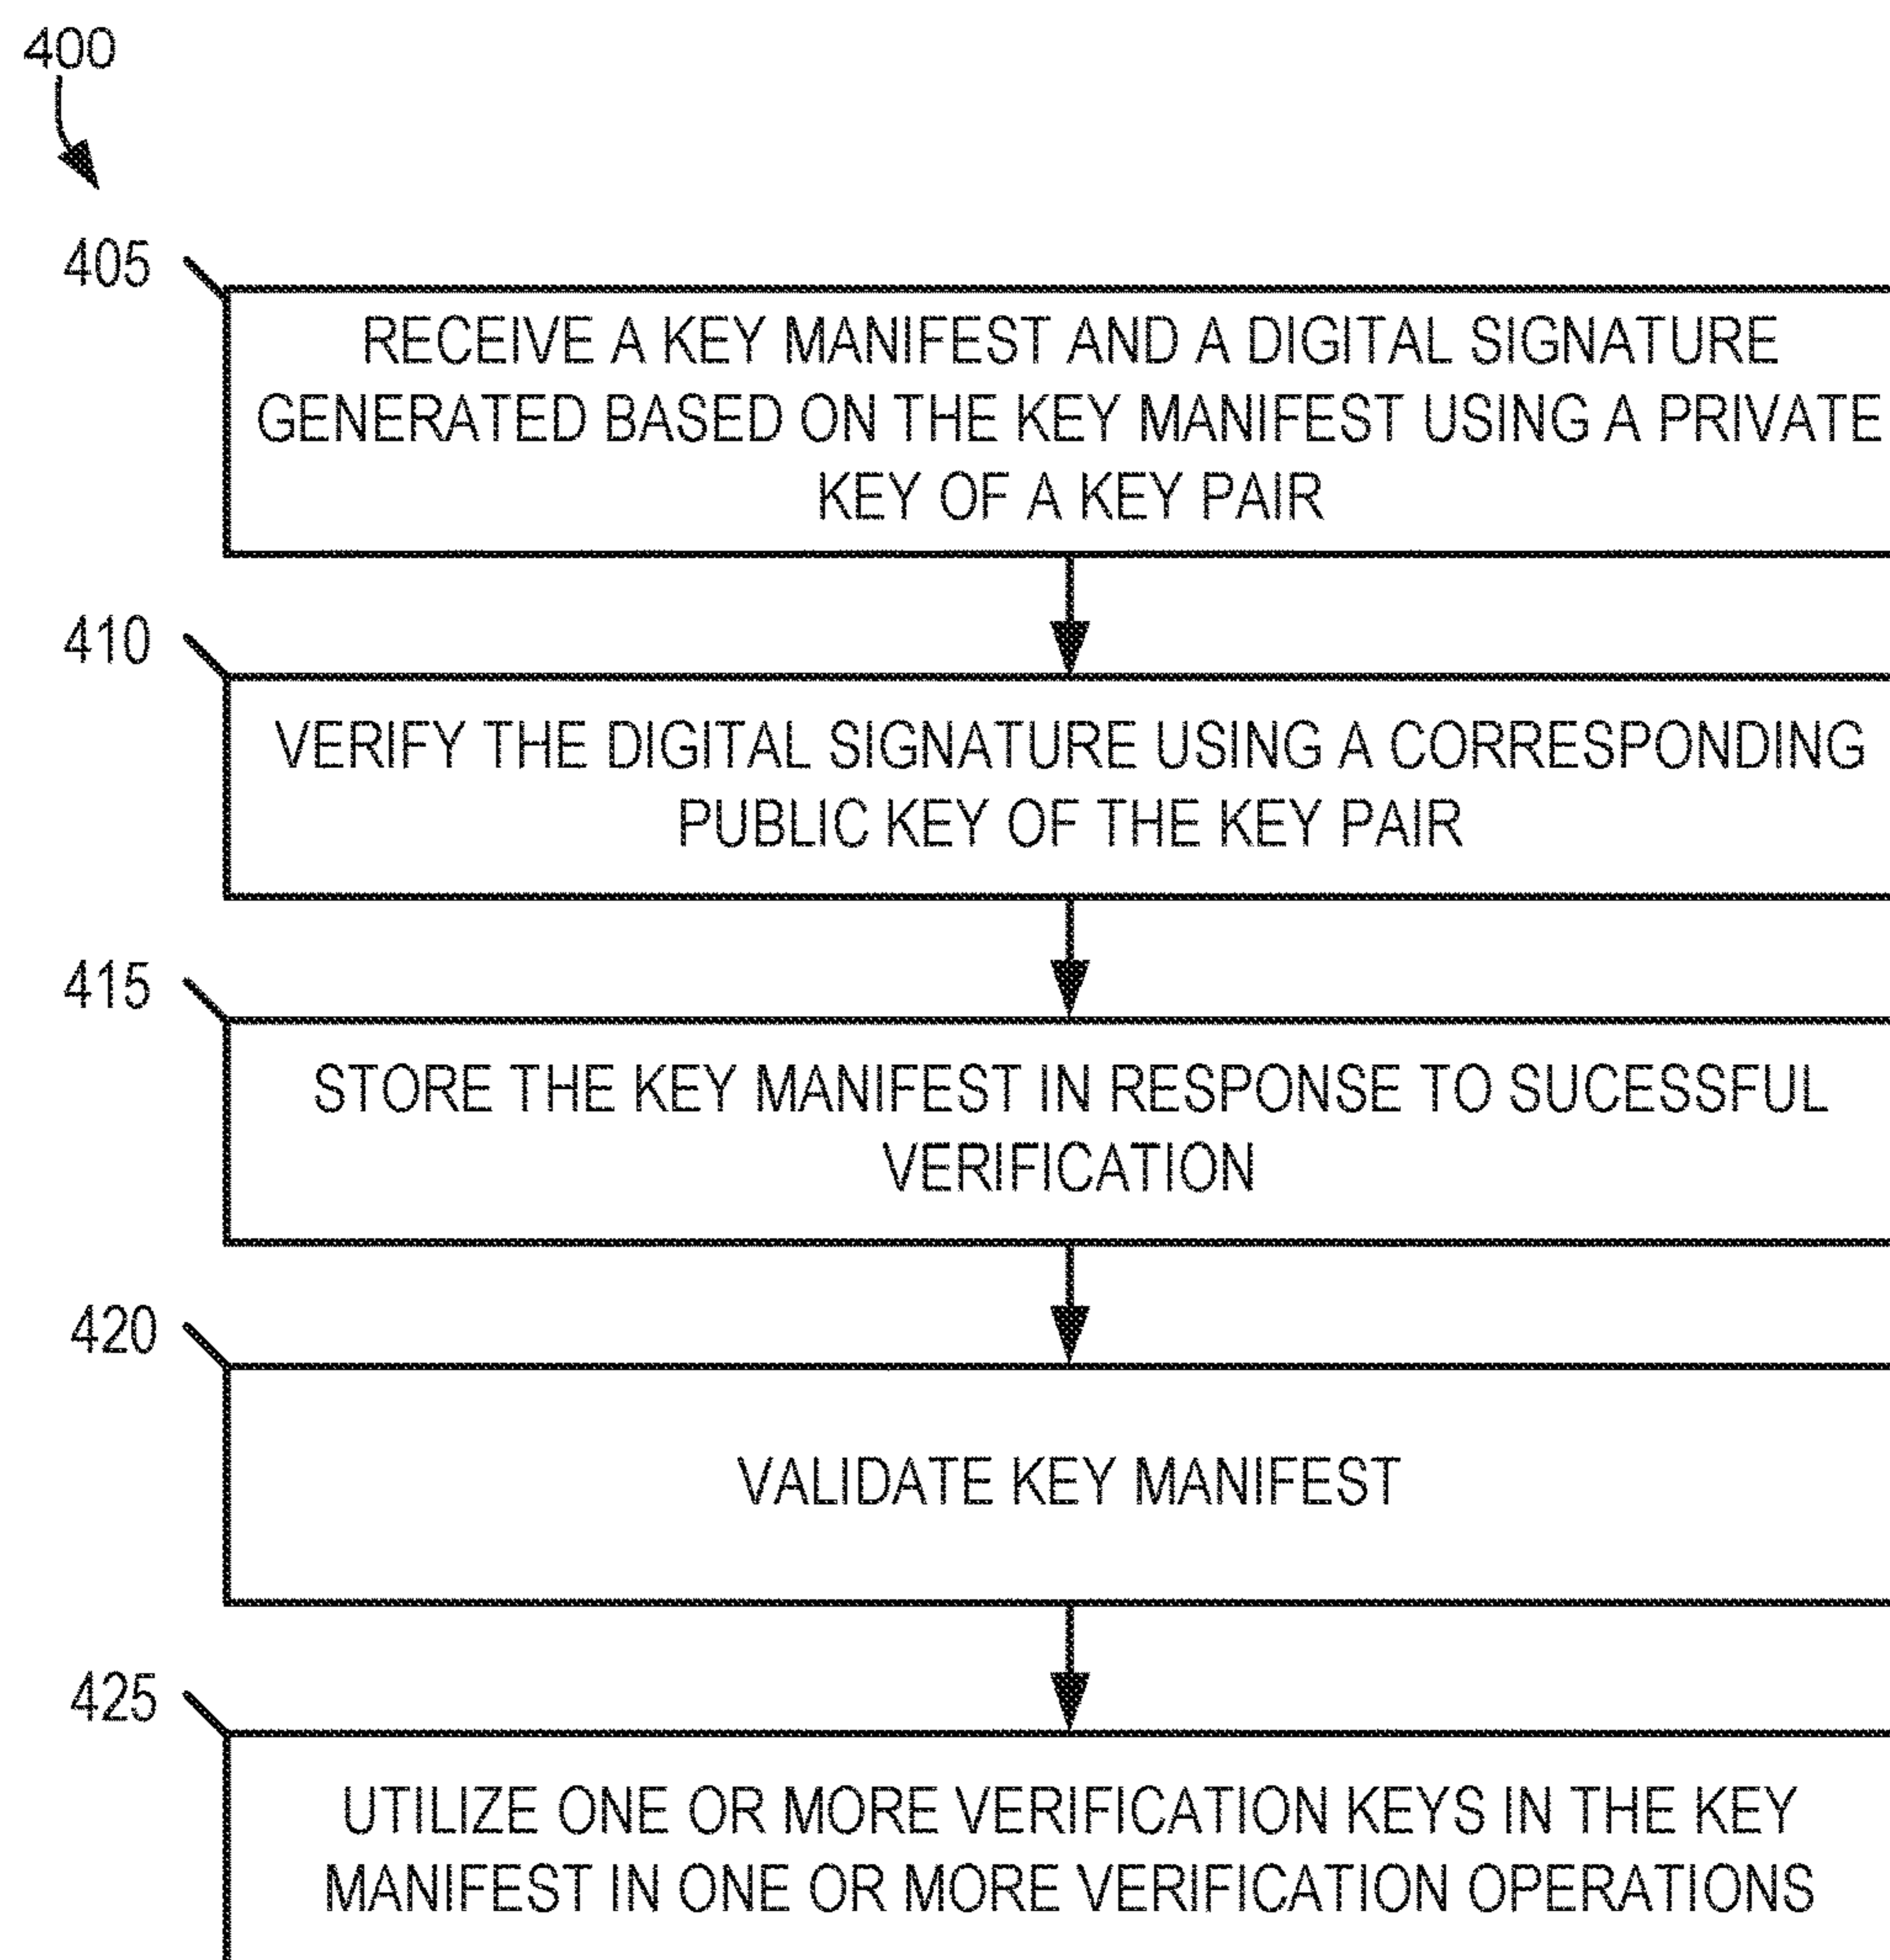 400
405
RECEIVE A KEY MANIFEST AND A DIGITAL SIGNATURE
GENERATED BASED ON THE KEY MANIFEST USING A PRIVATE
KEY OF A KEY PAIR
410
VERIFY THE DIGITAL SIGNATURE USING A CORRESPONDING
PUBLIC KEY OF THE KEY PAIR
415
STORE THE KEY MANIFEST IN RESPONSE TO SUCESSFUL
VERIFICATION
420
VALIDATE KEY MANIFEST
425
UTILIZE ONE OR MORE VERIFICATION KEYS IN THE KEY
MANIFEST IN ONE OR MORE VERIFICATION OPERATIONS